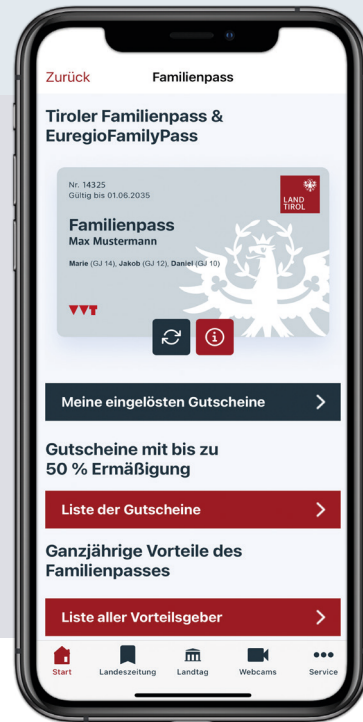 Zurück
Familienpass
Tiroler Familienpass &
EuregioFamilyPass
Nr. 14325
Gültig bis 01.06.2035
LAND
TIROL
Familienpass
Max Mustermann
Marie (GJ 14), Jakob (GJ 12), Daniel (GJ 10)
VVT
Meine eingelösten Gutscheine
Gutscheine mit bis zu
50 % Ermäßigung
Liste der Gutscheine
Ganzjährige Vorteile des
Familienpasses
Liste aller Vorteilsgeber
Start
Landeszeitung
Landtag
Webcams
Service